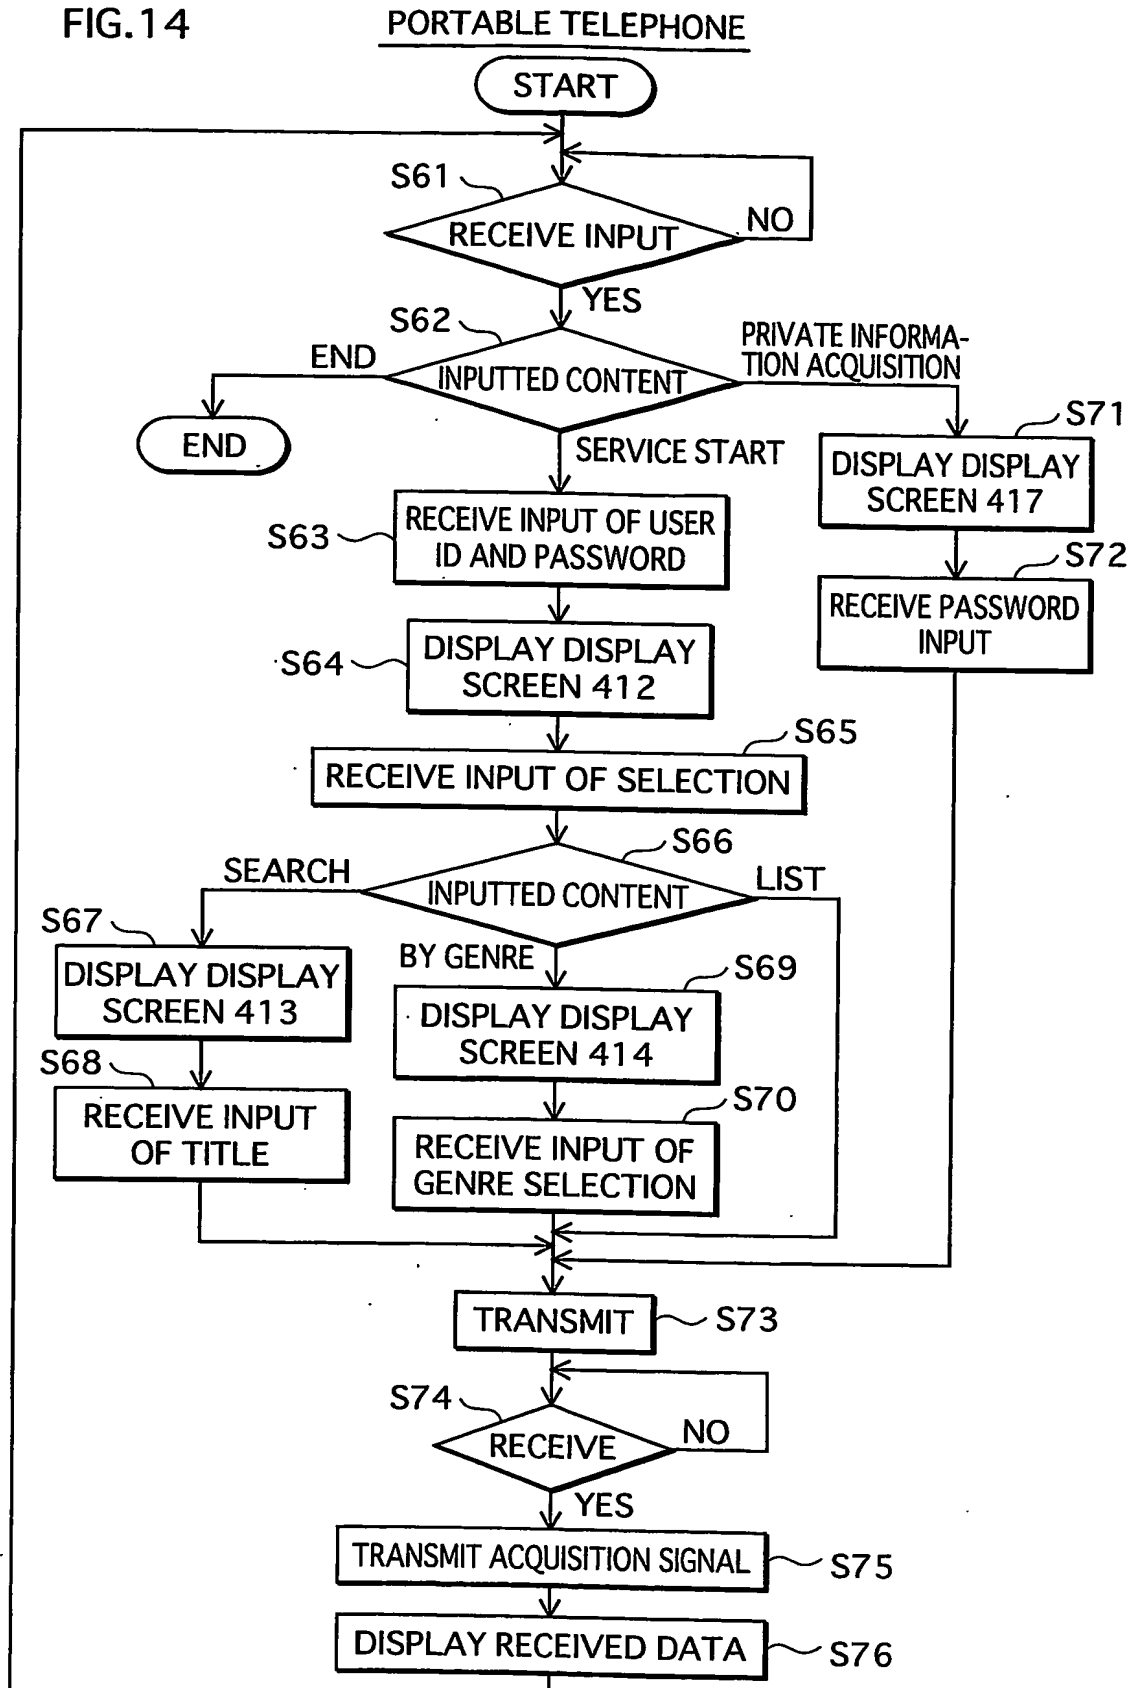 FIG.14
PORTABLE TELEPHONE
START
S61
RECEIVE INPUT
NO
YES
S62
INPUTTED CONTENT
END
END
PRIVATE INFORMA-
TION ACQUISITION
SERVICE START
S71
DISPLAY DISPLAY
SCREEN 417
S63
RECEIVE INPUT OF USER
ID AND PASSWORD
S72
RECEIVE PASSWORD
INPUT
S64
DISPLAY DISPLAY
SCREEN 412
S65
RECEIVE INPUT OF SELECTION
S66
INPUTTED CONTENT
SEARCH
LIST
BY GENRE
S67
DISPLAY DISPLAY
SCREEN 413
S69
DISPLAY DISPLAY
SCREEN 414
S68
RECEIVE INPUT
OF TITLE
S70
RECEIVE INPUT OF
GENRE SELECTION
TRANSMIT
S73
S74
RECEIVE
NO
YES
TRANSMIT ACQUISITION SIGNAL
S75
DISPLAY RECEIVED DATA
S76